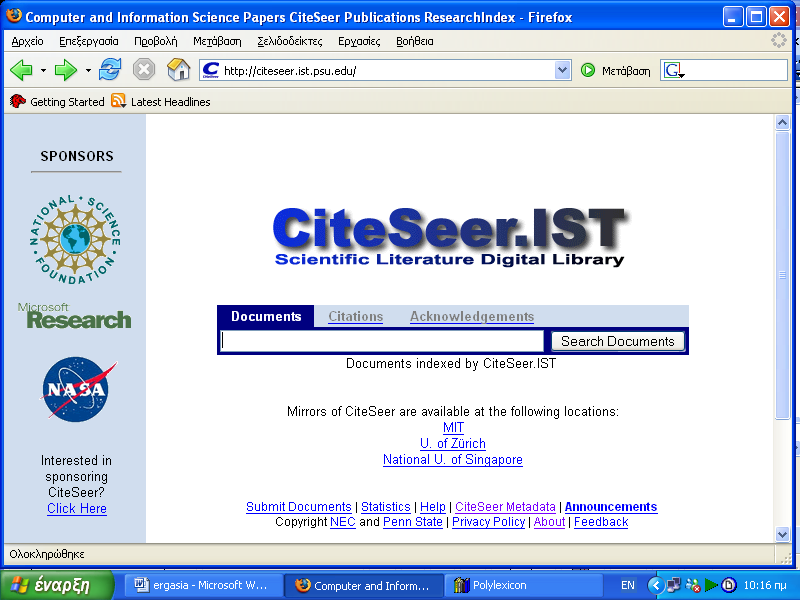 Computer and Information Science Papers CiteSeer Publications ResearchIndex - Firefox
Αρχείο Επεξεργασία Προβολή Μετάβαση Σελιδοδείκτες Εργασίες Βοήθεια
http://citeseer.ist.psu.edu/ Μετάβαση
Getting Started Latest Headlines
SPONSORS
NATIONAL SCIENCE FOUNDATION
Microsoft
Research
NASA
Interested in
sponsoring
CiteSeer?
Click Here
CiteSeer.IST
Scientific Literature Digital Library
Documents Citations Acknowledgements
Search Documents
Documents indexed by CiteSeer.IST
Mirrors of CiteSeer are available at the following locations:
MIT
U. of Zürich
National U. of Singapore
Submit Documents | Statistics | Help | CiteSeer Metadata | Announcements
Copyright NEC and Penn State | Privacy Policy | About | Feedback
Ολοκληρώθηκε
έναρξη ergasia - Microsoft W... Computer and Inform... Polylexicon EN 10:16 πμ